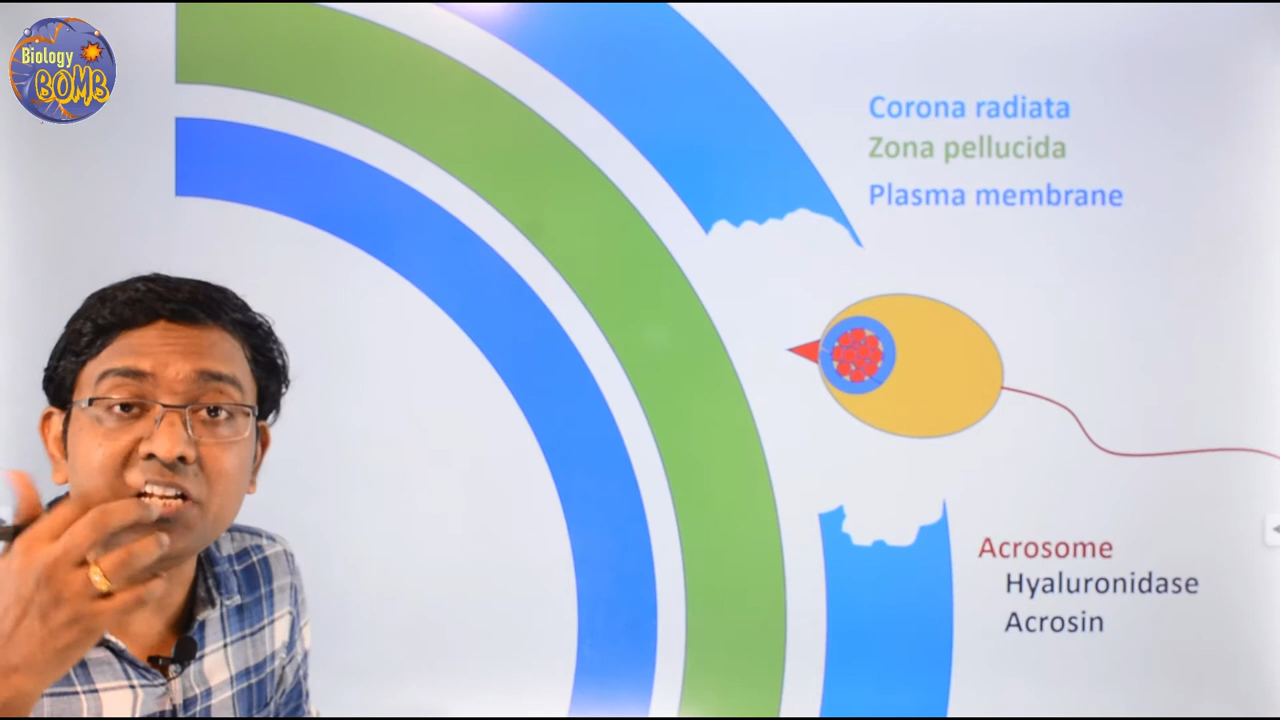 Biology
BOMB
Corona radiata
Zona pellucida
Plasma membrane
Acrosome
Hyaluronidase
Acrosin